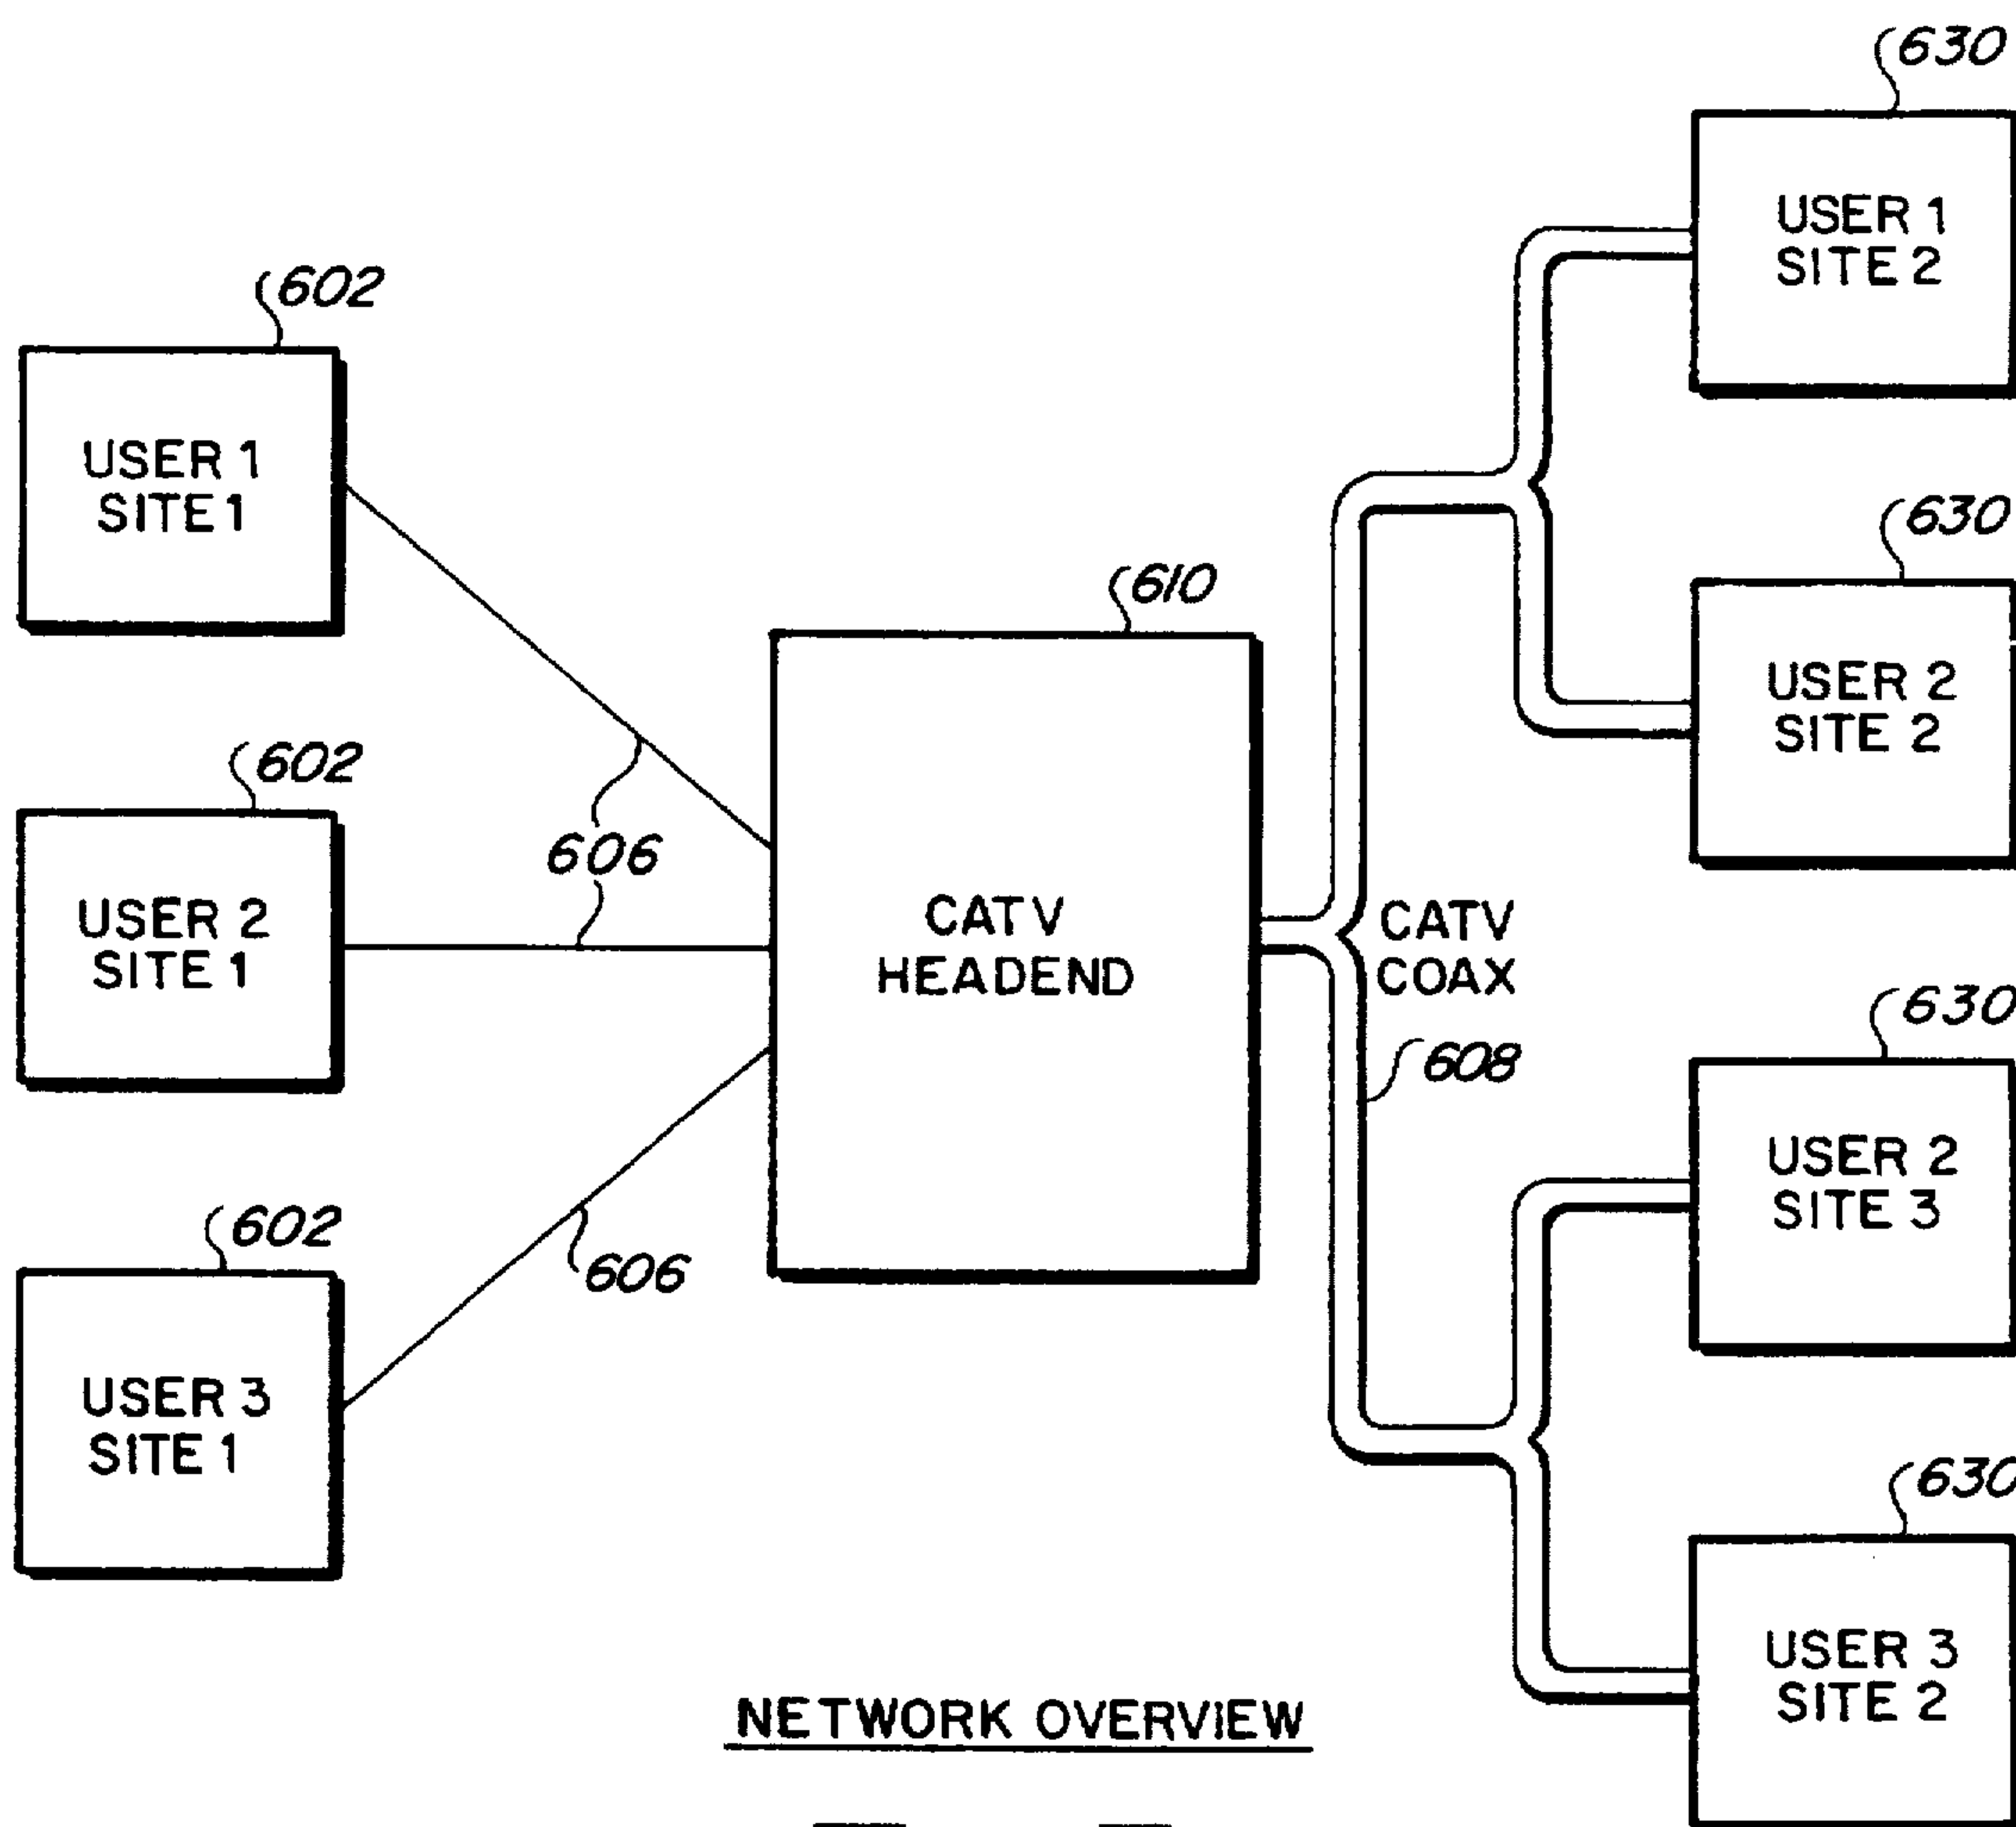 630
USER 1
SITE 2
602
USER 1
SITE 1
630
USER 2
SITE 2
610
602
606
USER 2
SITE 1
CATV
HEADEND
CATV
COAX
608
630
USER 2
SITE 3
602
606
USER 3
SITE 1
630
USER 3
SITE 2
NETWORK OVERVIEW